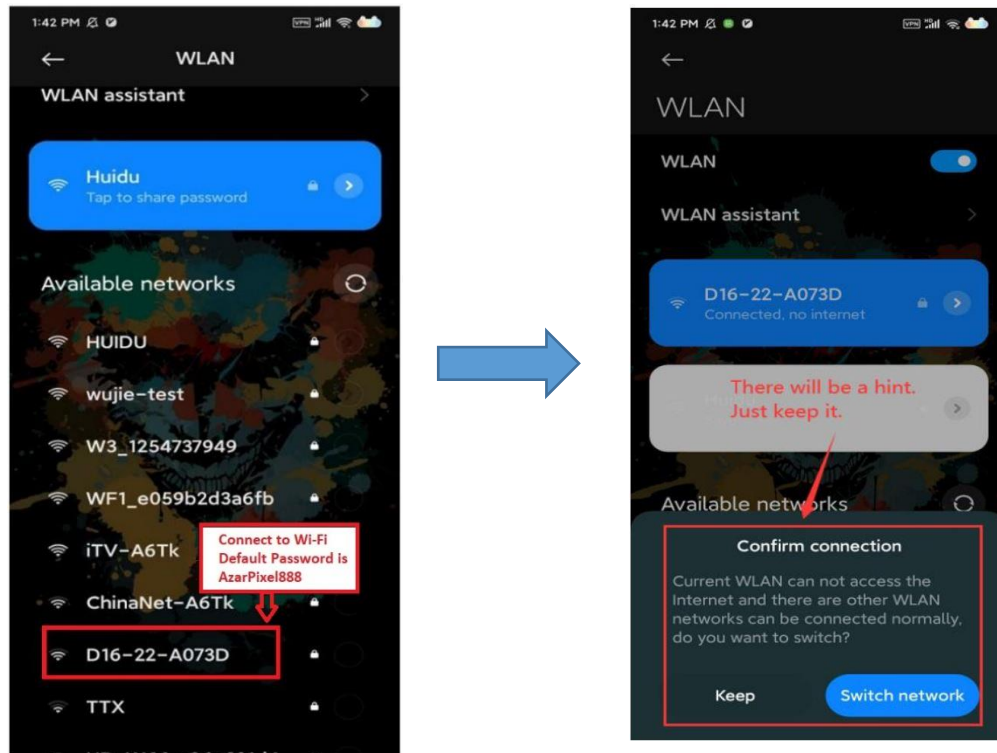 1:42 PM
WLAN
WLAN assistant
Huidu
Tap to share password
Available networks
HUIDU
wujie-test
W3_1254737949
WF1_e059b2d3a6fb
iTV-A6Tk
Connect to Wi-Fi
Default Password is
AzarPixel888
ChinaNet-A6Tk
D16-22-A073D
TTX
1:42 PM
WLAN
WLAN
WLAN assistant
D16-22-A073D
Connected, no internet
There will be a hint.
Just keep it.
Available networks
Confirm connection
Current WLAN can not access the
Internet and there are other WLAN
networks can be connected normally,
do you want to switch?
Keep
Switch network